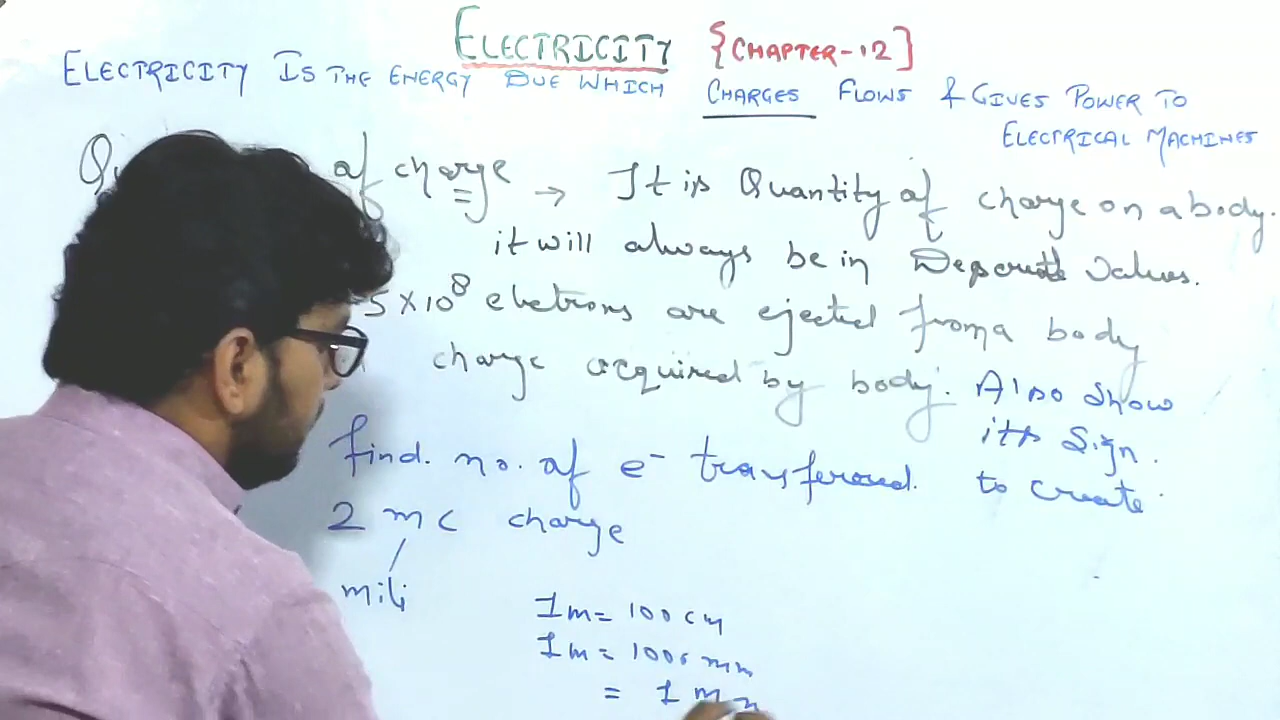 ELECTRICITY {CHAPTER-12]
ELECTRICITY IS THE ENERGY DUE WHICH CHARGES FLOWS & GIVES POWER TO
ELECTRICAL MACHINES
of charge → It is Quantity of charge on a body.
it will always be in values.
5 × 10⁸ eletrons are ejected from a body
charge acquired by body. Also show
its Sign.
find. no. of e⁻ transferred. to create
2 mc charge
mili
1m = 100 cm
1m = 1000 mm
= 1 m